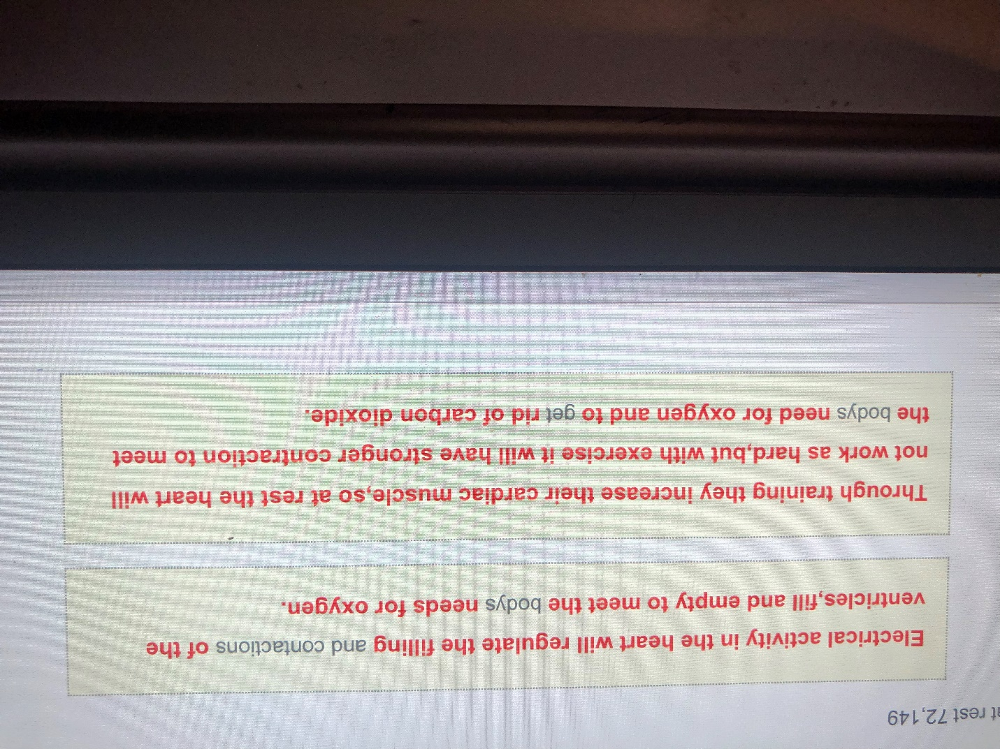 at rest 72,149
Electrical activity in the heart will regulate the filling and contactions of the
ventricles,fill and empty to meet the bodys needs for oxygen.
Through training they increase their cardiac muscle,so at rest the heart will
not work as hard,but with exercise it will have stronger contraction to meet
the bodys need for oxygen and to get rid of carbon dioxide.